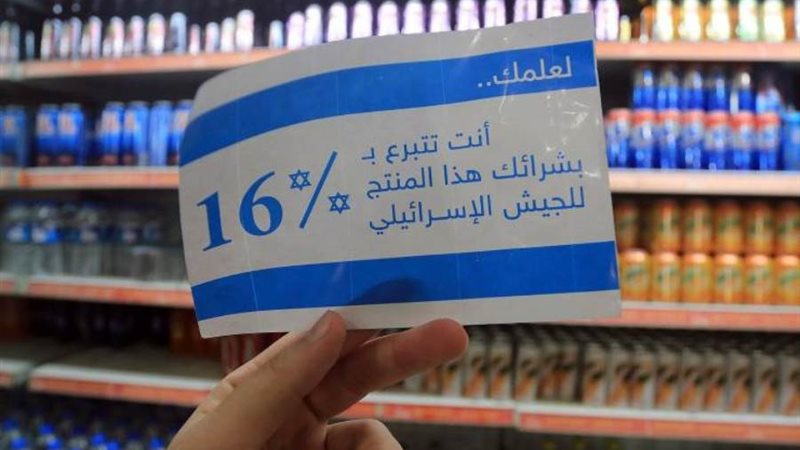 لعلمك..
أنت تتبرع بـ
بشرائك هذا المنتج
للجيش الإسرائيلي
16%